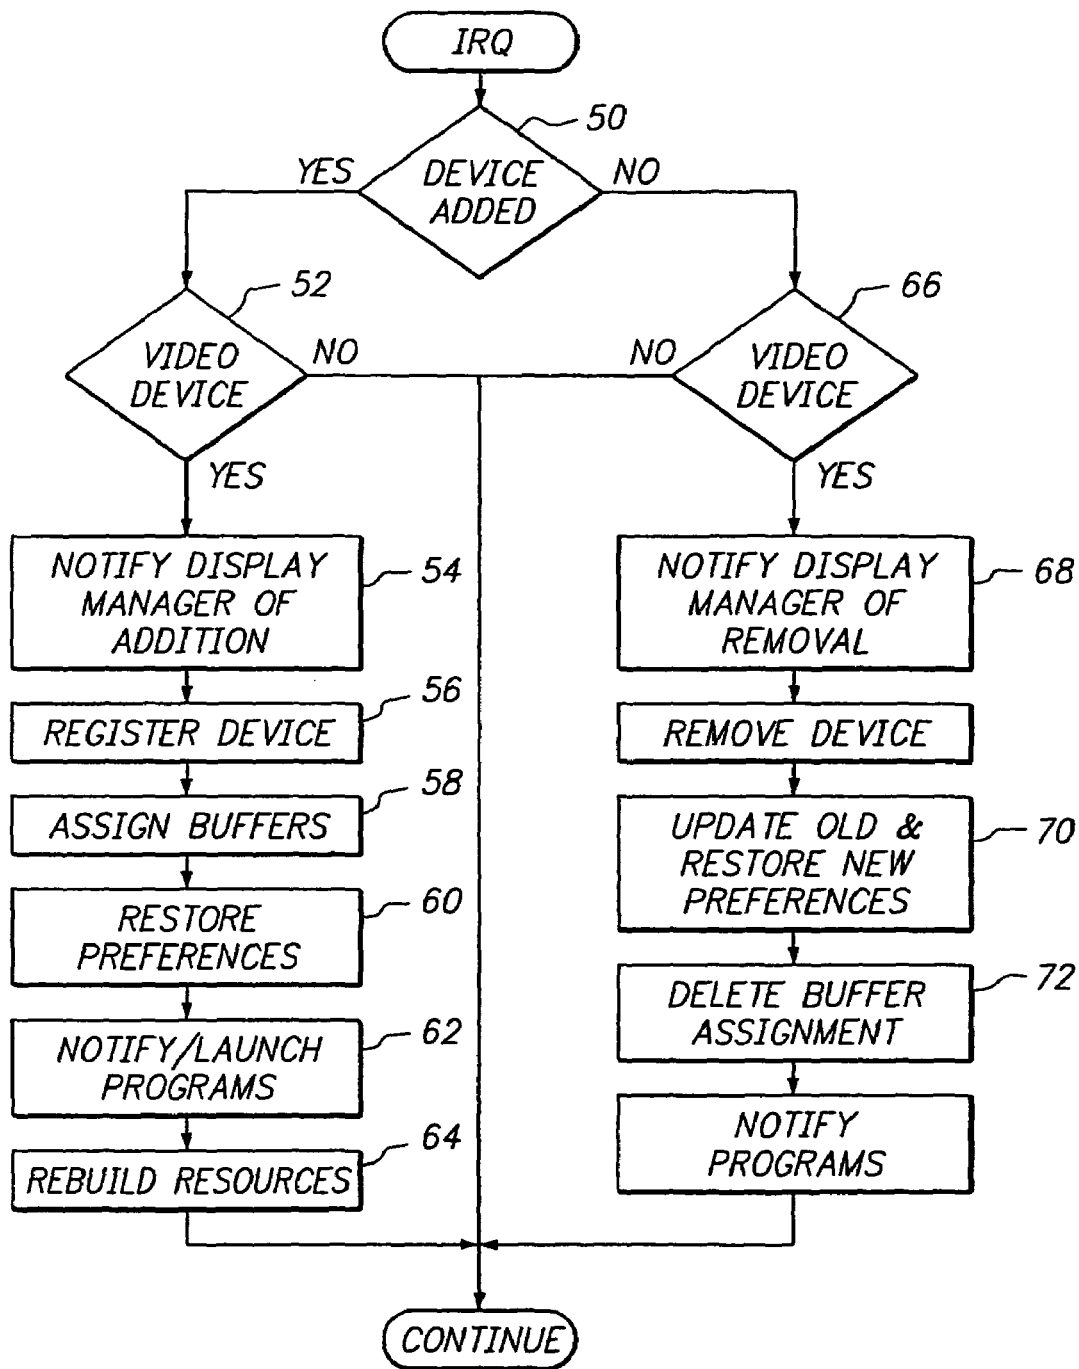 IRQ
50
YES
DEVICE
ADDED
NO
52
66
VIDEO
DEVICE
NO
NO
VIDEO
DEVICE
YES
YES
NOTIFY DISPLAY
MANAGER OF
ADDITION
54
NOTIFY DISPLAY
MANAGER OF
REMOVAL
68
REGISTER DEVICE
56
REMOVE DEVICE
ASSIGN BUFFERS
58
UPDATE OLD &
RESTORE NEW
PREFERENCES
70
RESTORE
PREFERENCES
60
DELETE BUFFER
ASSIGNMENT
72
NOTIFY/LAUNCH
PROGRAMS
62
NOTIFY
PROGRAMS
REBUILD RESOURCES
64
CONTINUE